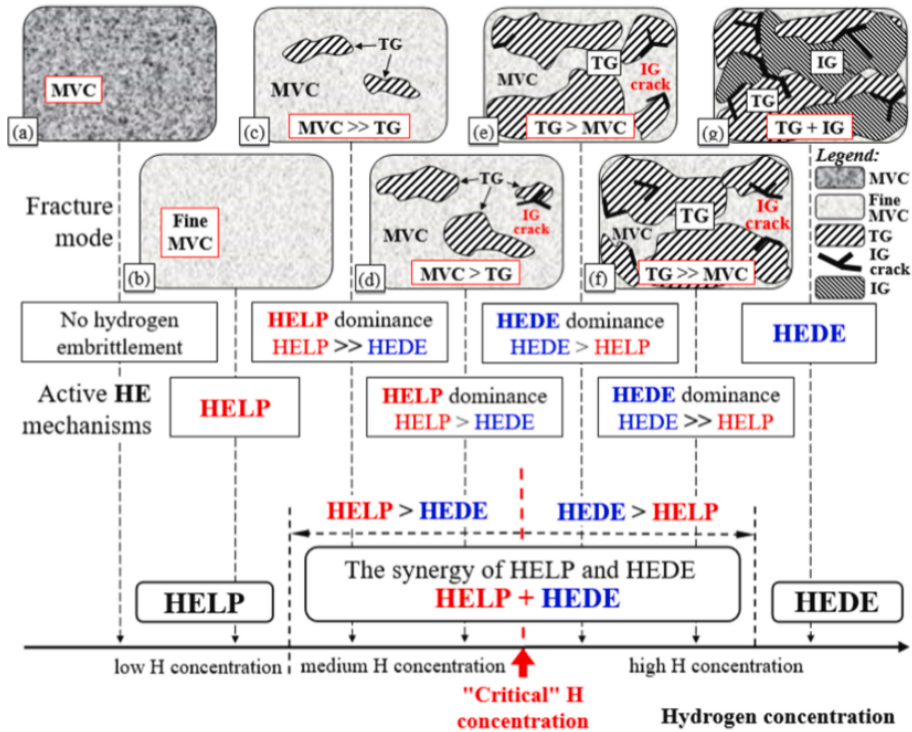 MVC
(a)
TG
MVC
MVC >> TG
(c)
TG
MVC
IG
crack
TG > MVC
(e)
IG
TG
TG + IG
(g)
Fracture
mode
Fine
MVC
(b)
TG
MVC
IG
crack
MVC > TG
(d)
TG
MVC
IG
crack
TG >> MVC
(f)
Legend:
MVC
Fine
MVC
TG
IG
crack
IG
No hydrogen
embrittlement
HELP dominance
HELP >> HEDE
HEDE dominance
HEDE > HELP
HEDE
Active HE
mechanisms
HELP
HELP dominance
HELP > HEDE
HEDE dominance
HEDE >> HELP
HELP > HEDE
HEDE > HELP
HELP
The synergy of HELP and HEDE
HELP + HEDE
HEDE
low H concentration
medium H concentration
high H concentration
"Critical" H
concentration
Hydrogen concentration